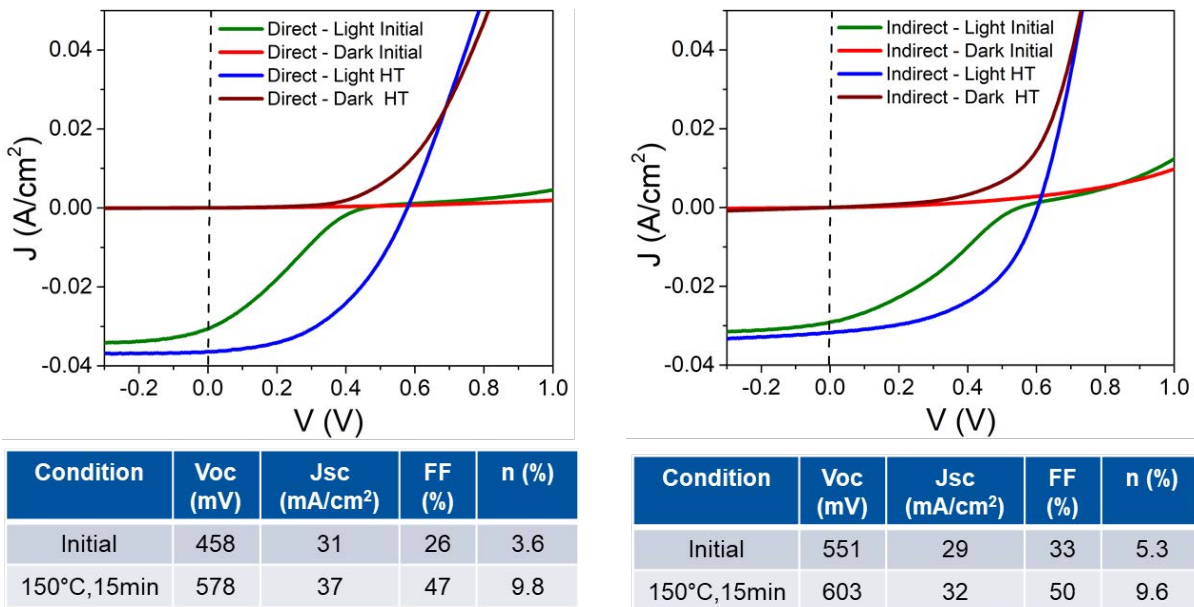 Direct - Light Initial
Direct - Dark Initial
Direct - Light HT
Direct - Dark HT
0.04
0.02
0.00
-0.02
-0.04
J (A/cm²)
-0.2 0.0 0.2 0.4 0.6 0.8 1.0
V (V)
Condition Voc (mV) Jsc (mA/cm²) FF (%) n (%)
Initial 458 31 26 3.6
150°C,15min 578 37 47 9.8
Indirect - Light Initial
Indirect - Dark Initial
Indirect - Light HT
Indirect - Dark HT
0.04
0.02
0.00
-0.02
-0.04
J (A/cm²)
-0.2 0.0 0.2 0.4 0.6 0.8 1.0
V (V)
Condition Voc (mV) Jsc (mA/cm²) FF (%) n (%)
Initial 551 29 33 5.3
150°C,15min 603 32 50 9.6